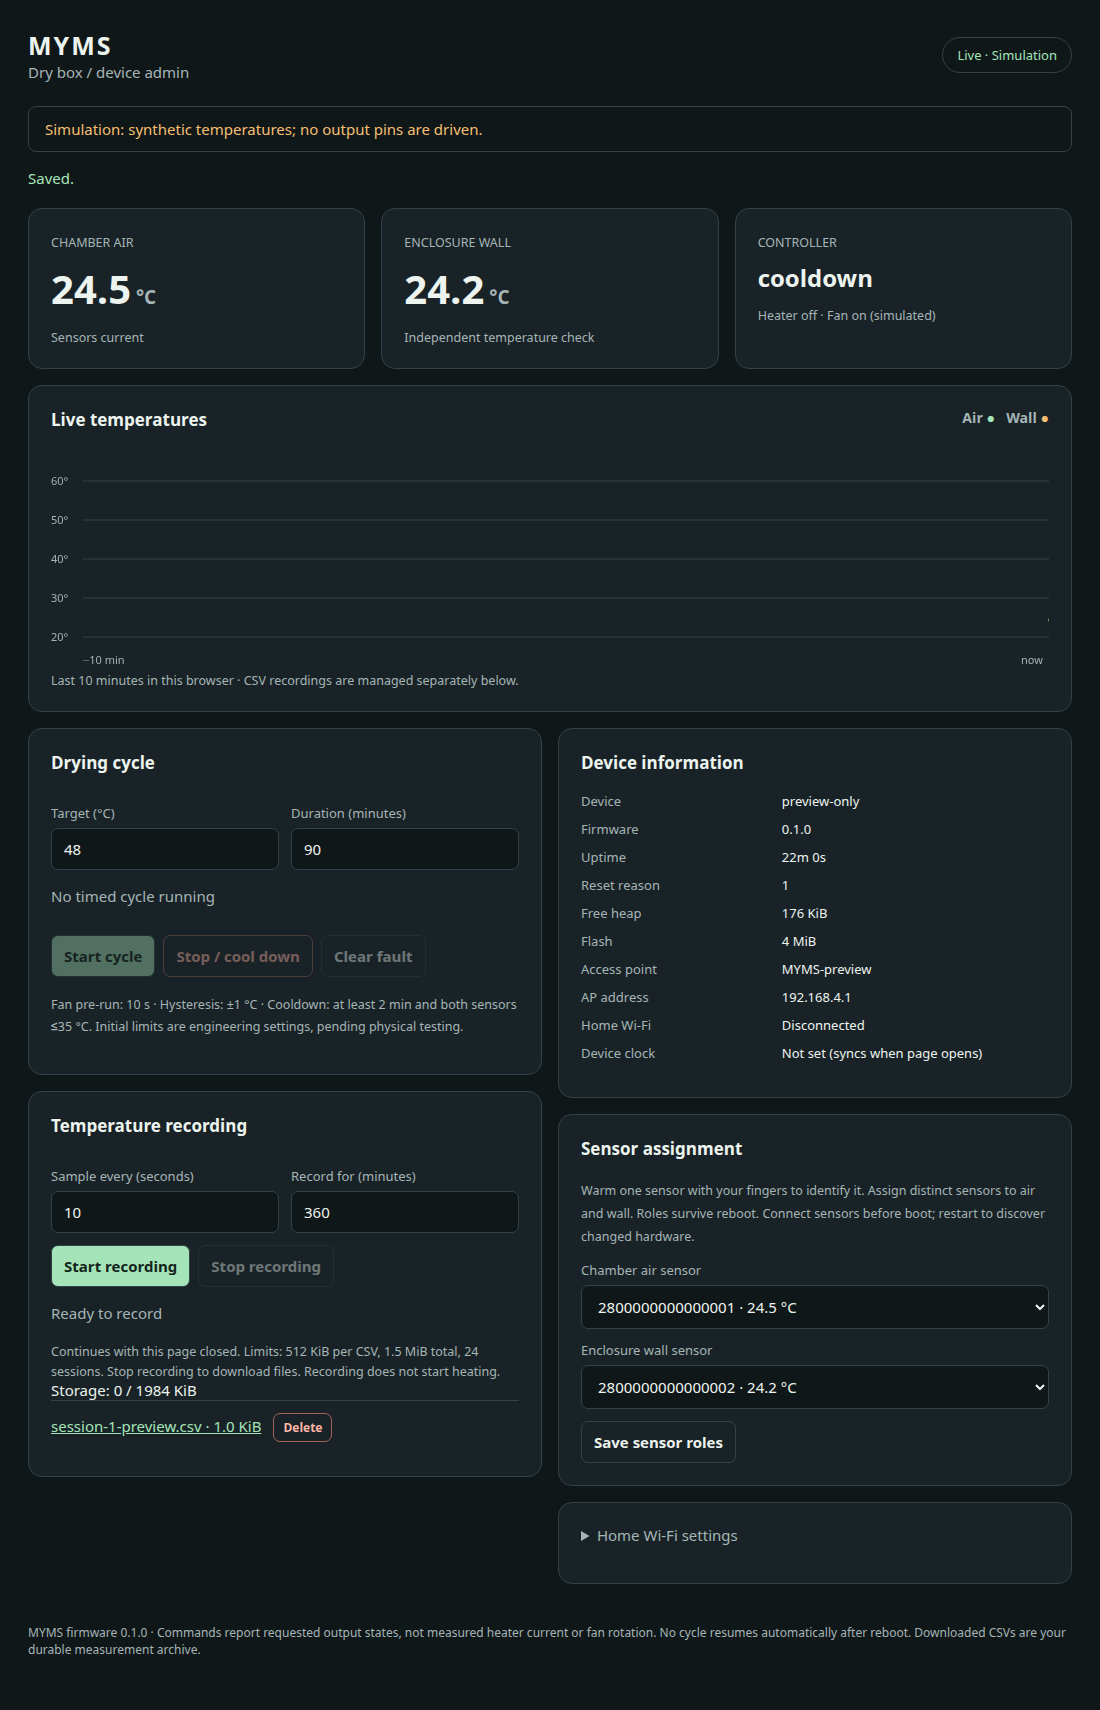 MYMS
Dry box / device admin
Live · Simulation
Simulation: synthetic temperatures; no output pins are driven.
Saved.
CHAMBER AIR
24.5 °C
Sensors current
ENCLOSURE WALL
24.2 °C
Independent temperature check
CONTROLLER
cooldown
Heater off · Fan on (simulated)
Live temperatures
Air
Wall
60°
50°
40°
30°
20°
−10 min
now
Last 10 minutes in this browser · CSV recordings are managed separately below.
Drying cycle
Target (°C)
Duration (minutes)
48
90
No timed cycle running
Start cycle
Stop / cool down
Clear fault
Fan pre-run: 10 s · Hysteresis: ±1 °C · Cooldown: at least 2 min and both sensors
≤35 °C. Initial limits are engineering settings, pending physical testing.
Temperature recording
Sample every (seconds)
Record for (minutes)
10
360
Start recording
Stop recording
Ready to record
Continues with this page closed. Limits: 512 KiB per CSV, 1.5 MiB total, 24
sessions. Stop recording to download files. Recording does not start heating.
Storage: 0 / 1984 KiB
session-1-preview.csv · 1.0 KiB
Delete
Device information
Device preview-only
Firmware 0.1.0
Uptime 22m 0s
Reset reason 1
Free heap 176 KiB
Flash 4 MiB
Access point MYMS-preview
AP address 192.168.4.1
Home Wi-Fi Disconnected
Device clock Not set (syncs when page opens)
Sensor assignment
Warm one sensor with your fingers to identify it. Assign distinct sensors to air
and wall. Roles survive reboot. Connect sensors before boot; restart to discover
changed hardware.
Chamber air sensor
2800000000000001 · 24.5 °C
Enclosure wall sensor
2800000000000002 · 24.2 °C
Save sensor roles
Home Wi-Fi settings
MYMS firmware 0.1.0 · Commands report requested output states, not measured heater current or fan rotation. No cycle resumes automatically after reboot. Downloaded CSVs are your
durable measurement archive.